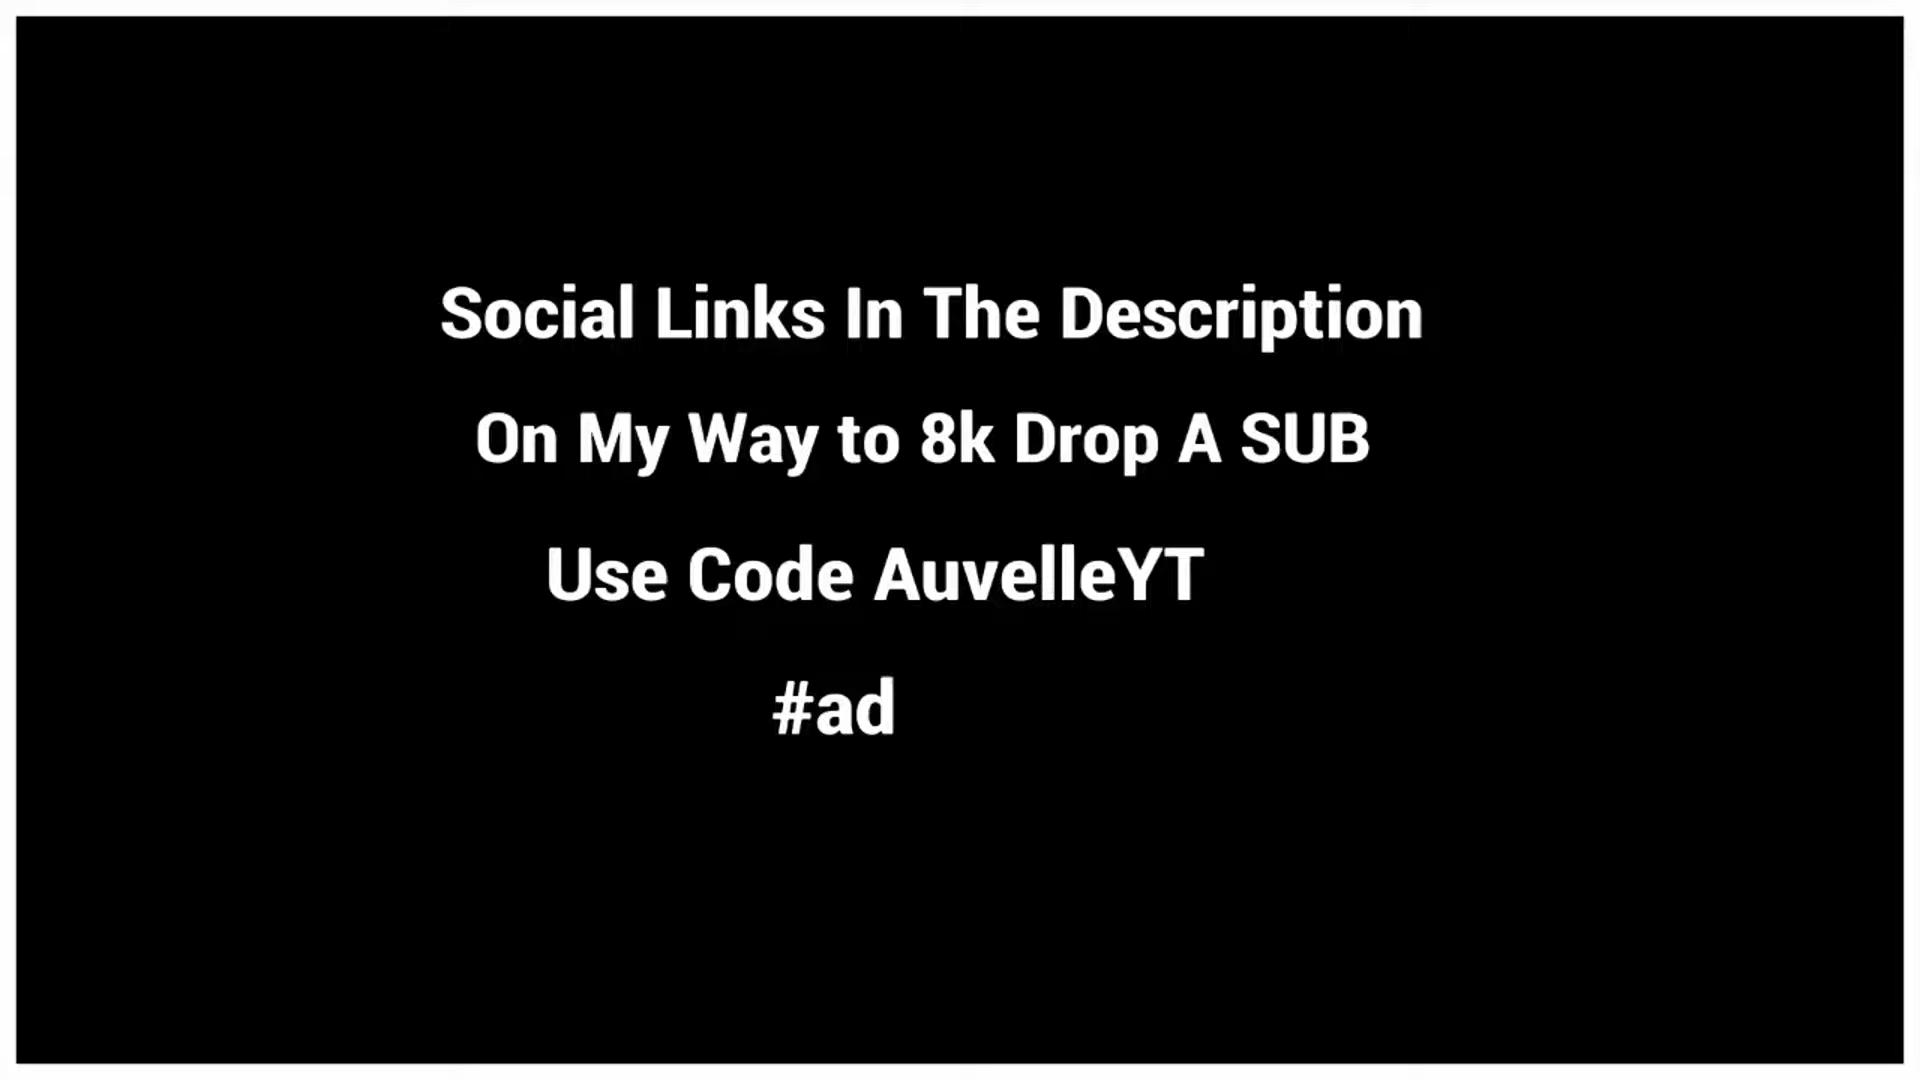 Social Links In The Description
On My Way to 8k Drop A SUB
Use Code AuvelleYT
#ad